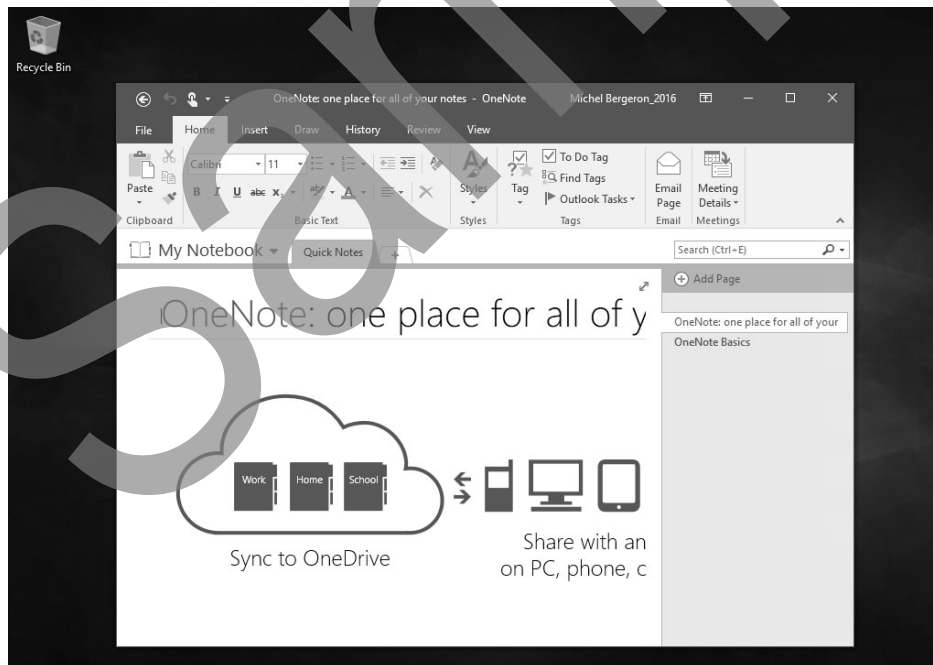 Recycle Bin
OneNote: one place for all of your notes - OneNote Michel Bergeron_2016
File Home Insert Draw History Review View
Paste
Clipboard
Calibri 11
B I U abc X₂ A
Basic Text
Styles
Styles
Tag
To Do Tag
Find Tags
Outlook Tasks
Tags
Email
Page
Email
Meeting
Details
Meetings
My Notebook Quick Notes +
Search (Ctrl+E)
Add Page
OneNote: one place for all of your
OneNote Basics
OneNote: one place for all of y
Work Home School
Sync to OneDrive
Share with an
on PC, phone, c